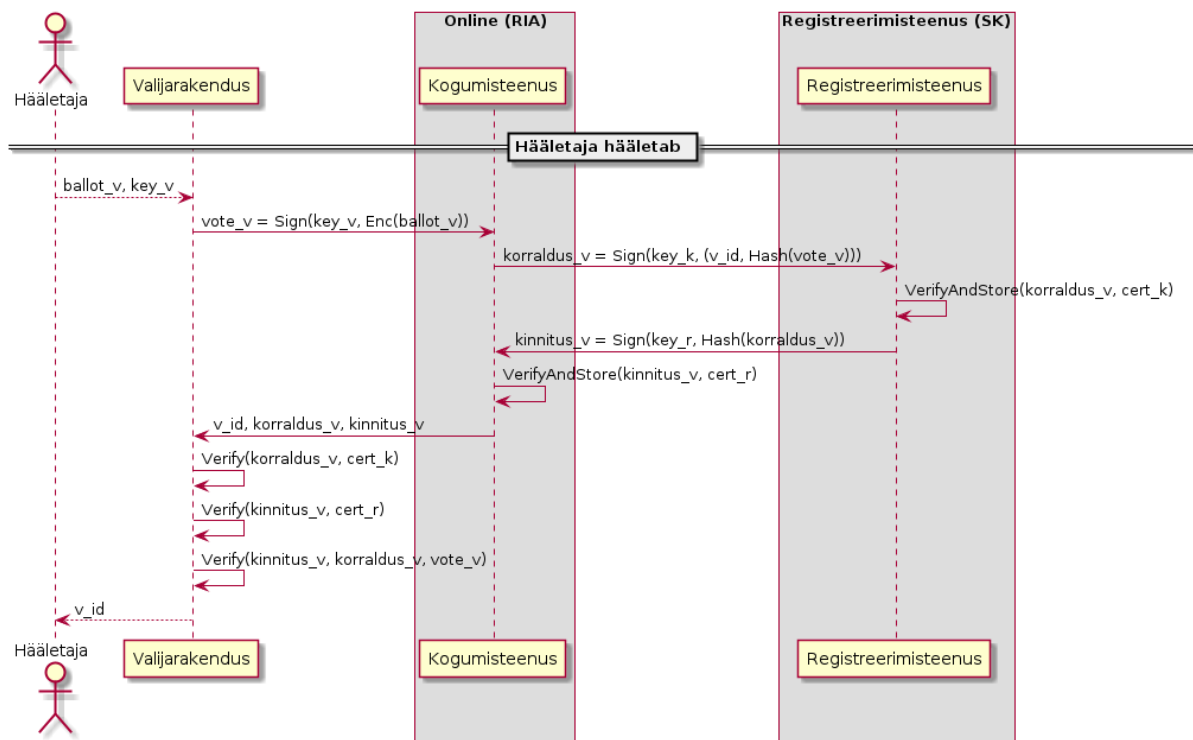 Online (RIA)
Registreerimisteenus (SK)
Hääletaja
Valijarakendus
Kogumisteenus
Registreerimisteenus
Hääletaja hääletab
ballot_v, key_v
vote_v = Sign(key_v, Enc(ballot_v))
korraldus_v = Sign(key_k, (v_id, Hash(vote_v)))
VerifyAndStore(korraldus_v, cert_k)
kinnitus_v = Sign(key_r, Hash(korraldus_v))
VerifyAndStore(kinnitus_v, cert_r)
v_id, korraldus_v, kinnitus_v
Verify(korraldus_v, cert_k)
Verify(kinnitus_v, cert_r)
Verify(kinnitus_v, korraldus_v, vote_v)
v_id
Hääletaja
Valijarakendus
Kogumisteenus
Registreerimisteenus